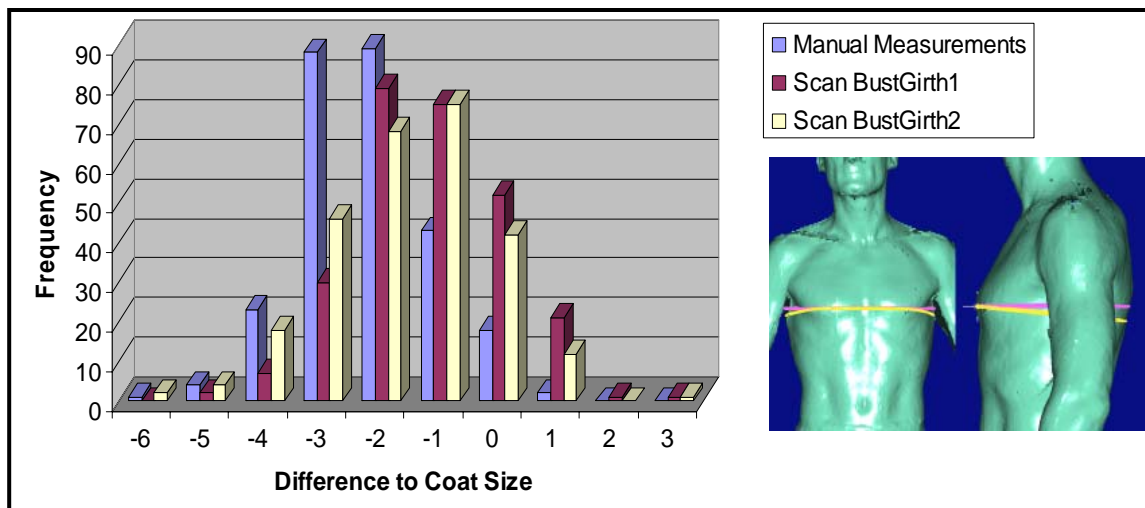 Frequency
90
80
70
60
50
40
30
20
10
0
-6 -5 -4 -3 -2 -1 0 1 2 3
Difference to Coat Size
Manual Measurements
Scan BustGirth1
Scan BustGirth2